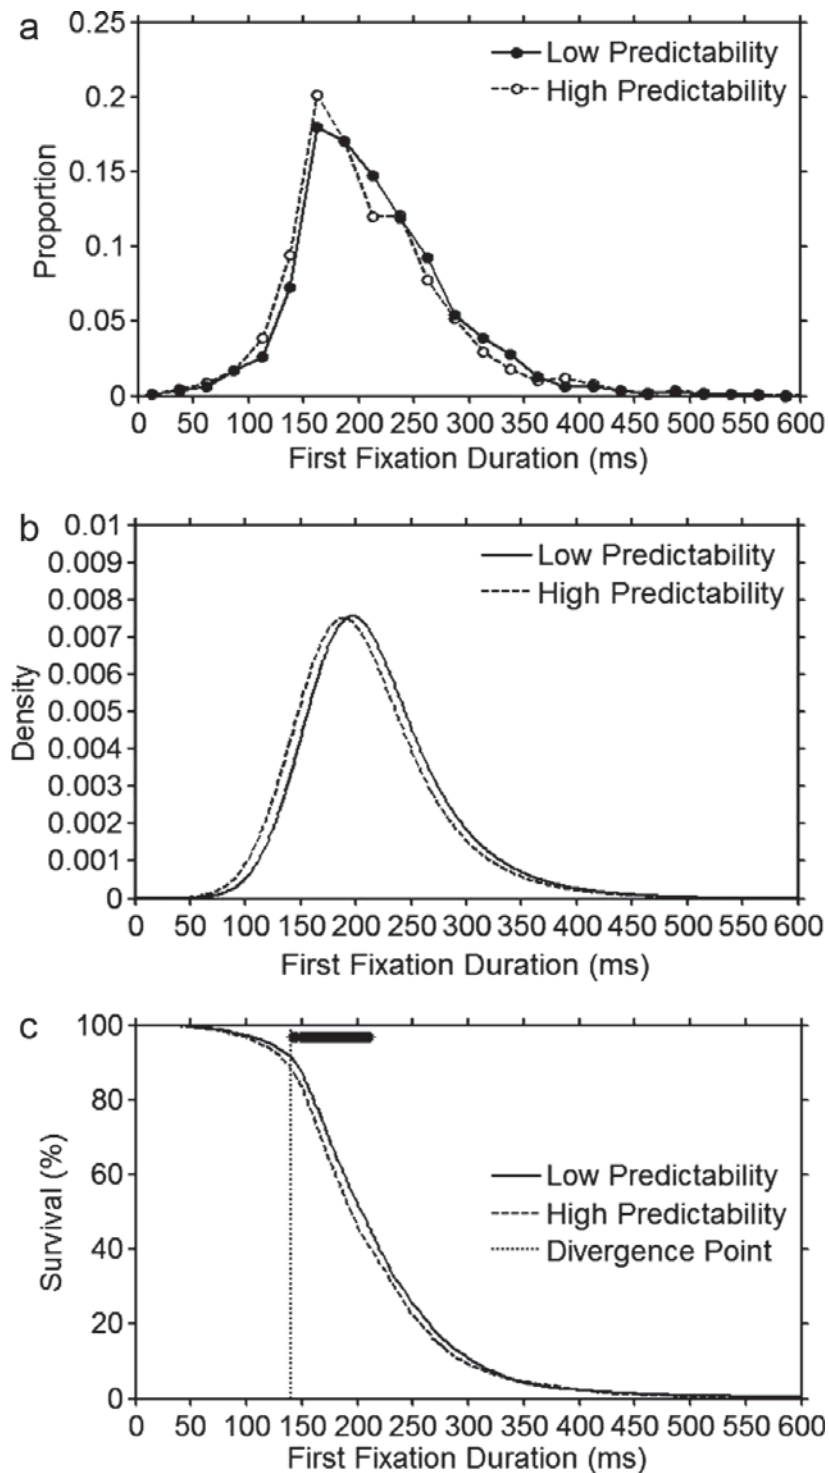 a
0.25
0.2
0.15
0.1
0.05
0
Proportion
Low Predictability
High Predictability
0 50 100 150 200 250 300 350 400 450 500 550 600
First Fixation Duration (ms)
b
0.01
0.009
0.008
0.007
0.006
0.005
0.004
0.003
0.002
0.001
0
Density
Low Predictability
High Predictability
0 50 100 150 200 250 300 350 400 450 500 550 600
First Fixation Duration (ms)
c
100
80
60
40
20
0
Survival (%)
Low Predictability
High Predictability
Divergence Point
0 50 100 150 200 250 300 350 400 450 500 550 600
First Fixation Duration (ms)